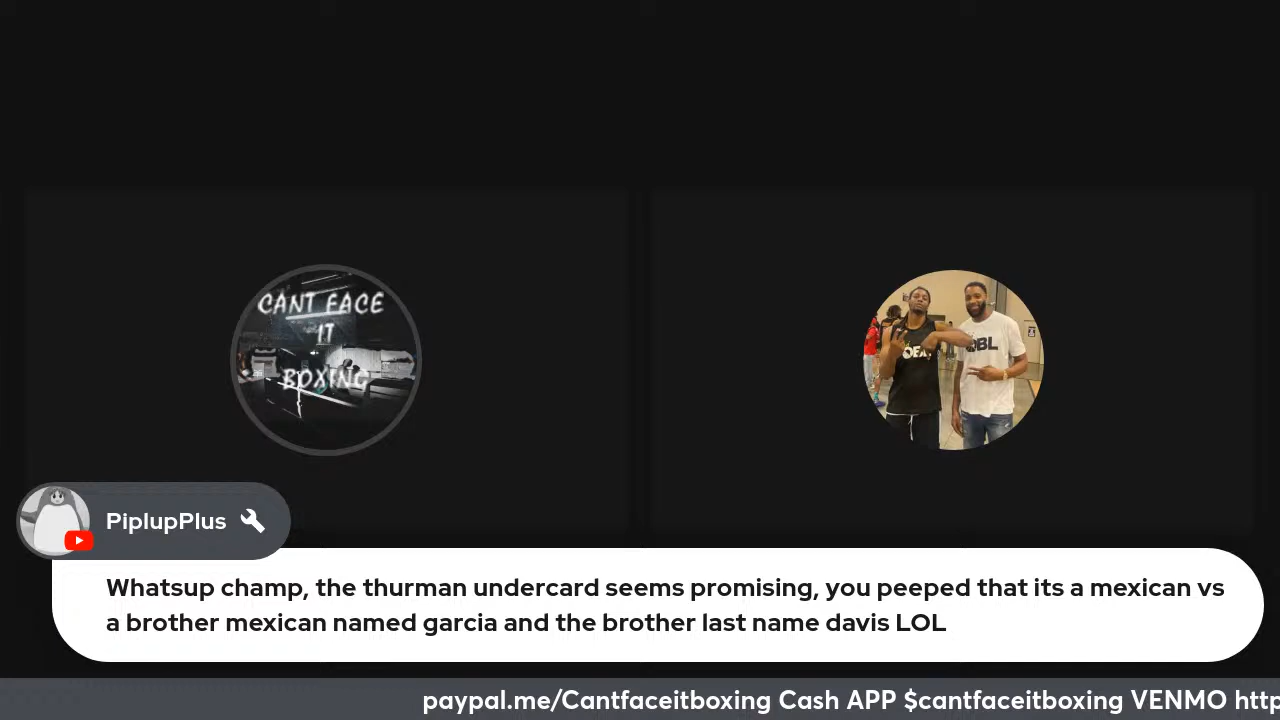 CANT FACE
IT
BOXING
PiplupPlus
Whatsup champ, the thurman undercard seems promising, you peeped that its a mexican vs
a brother mexican named garcia and the brother last name davis LOL
paypal.me/Cantfaceitboxing Cash APP $cantfaceitboxing VENMO http